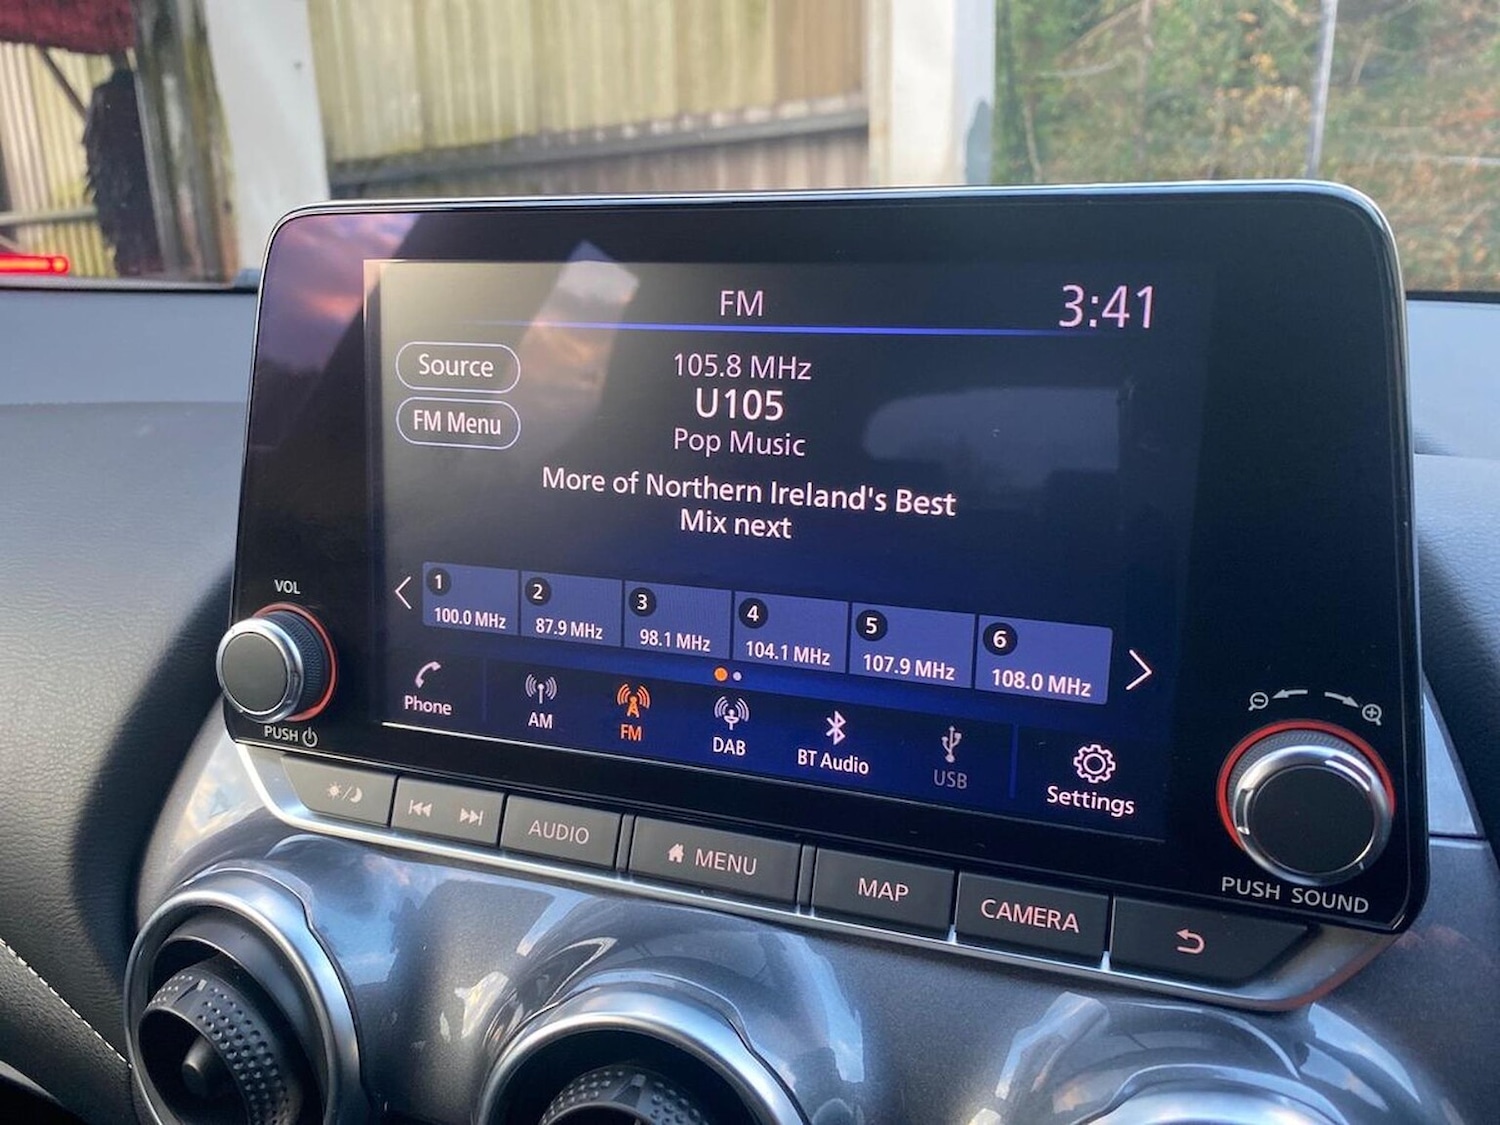 FM
3:41
Source
FM Menu
105.8 MHz
U105
Pop Music
More of Northern Ireland's Best
Mix next
1
100.0 MHz
2
87.9 MHz
3
98.1 MHz
4
104.1 MHz
5
107.9 MHz
6
108.0 MHz
Phone
AM
FM
DAB
BT Audio
USB
Settings
VOL
PUSH
PUSH SOUND
AUDIO
MENU
MAP
CAMERA